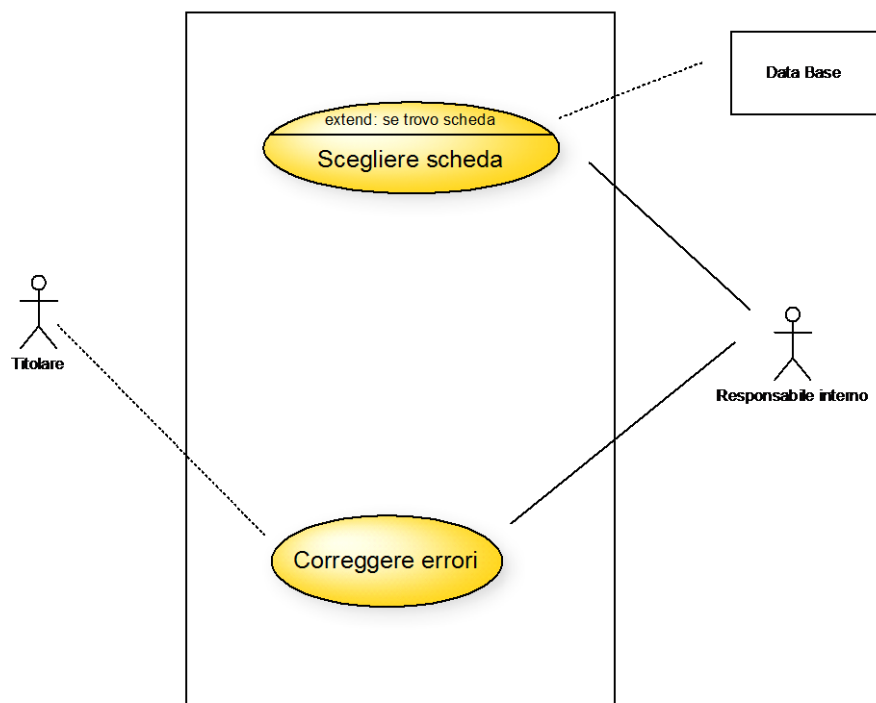 Data Base
extend: se trovo scheda
Scegliere scheda
Titolare
Responsabile interno
Correggere errori